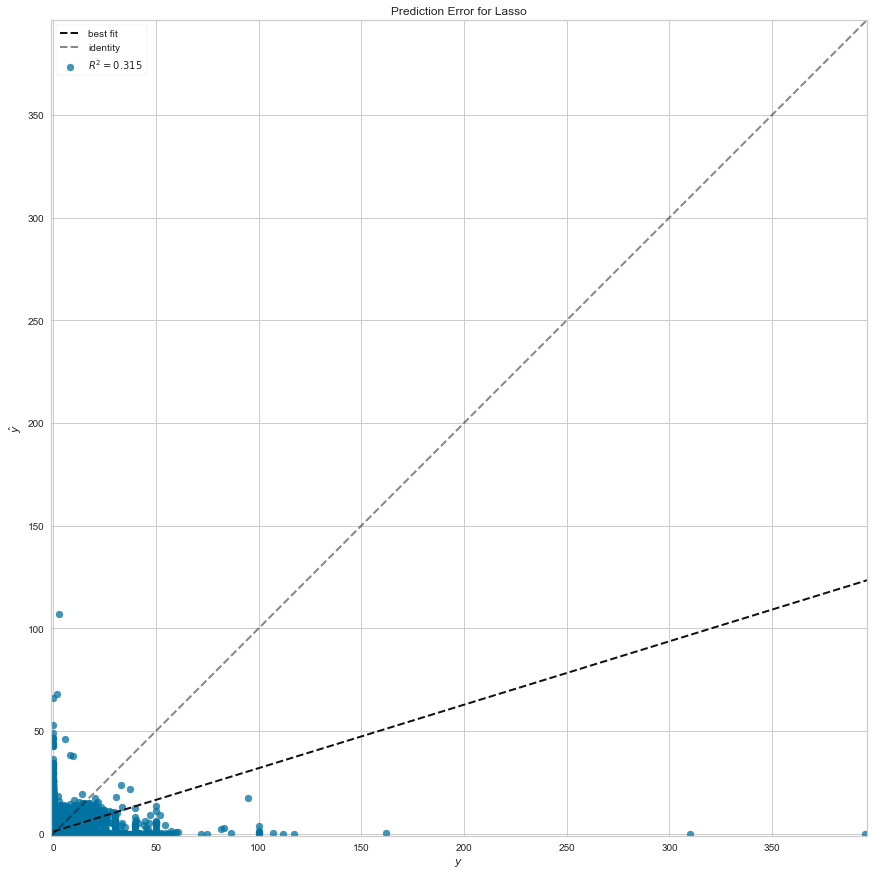 Prediction Error for Lasso
best fit
identity
R² = 0.315
350
300
250
200
150
100
50
0
ŷ
0 50 100 150 200 250 300 350
y